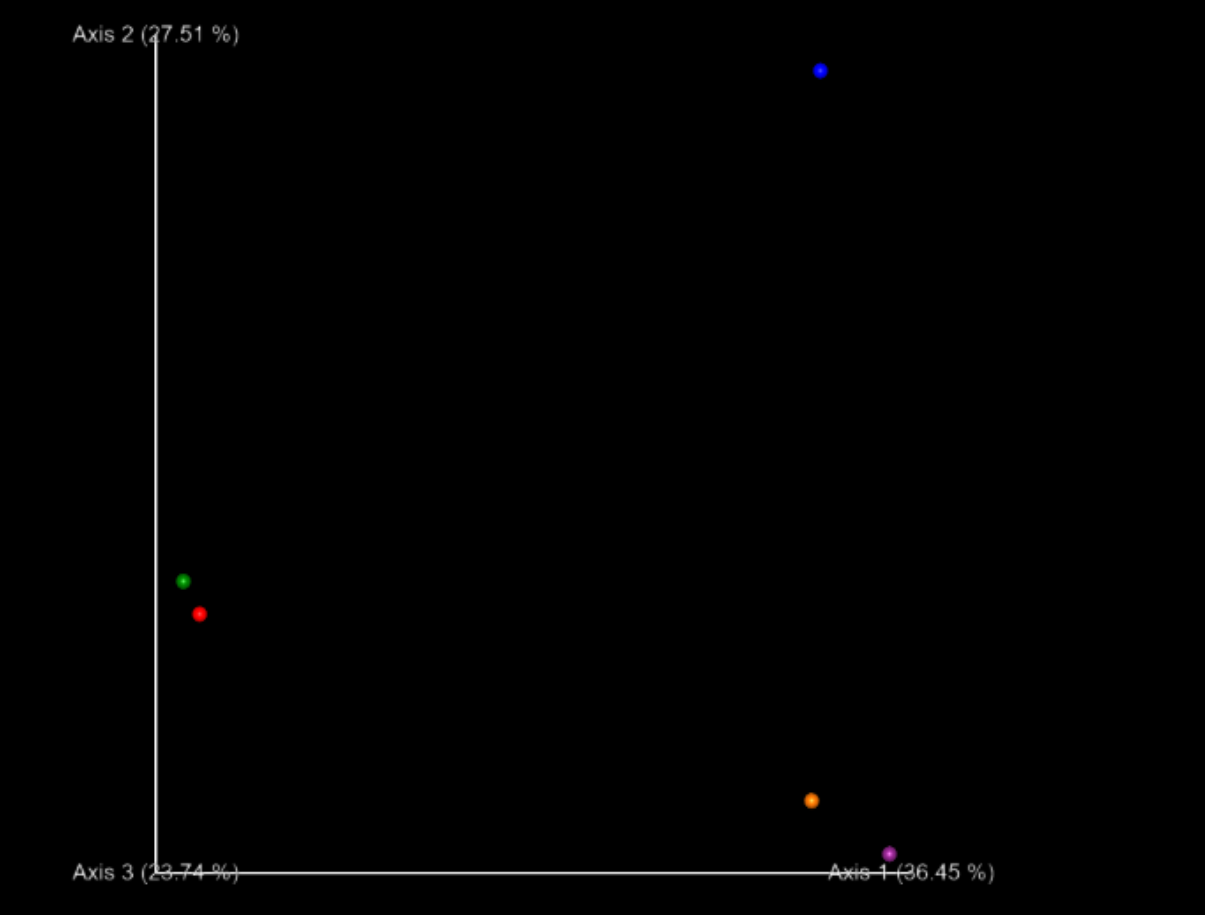 Axis 2 (27.51 %)
Axis 3 (23.74 %)
Axis 1 (36.45 %)